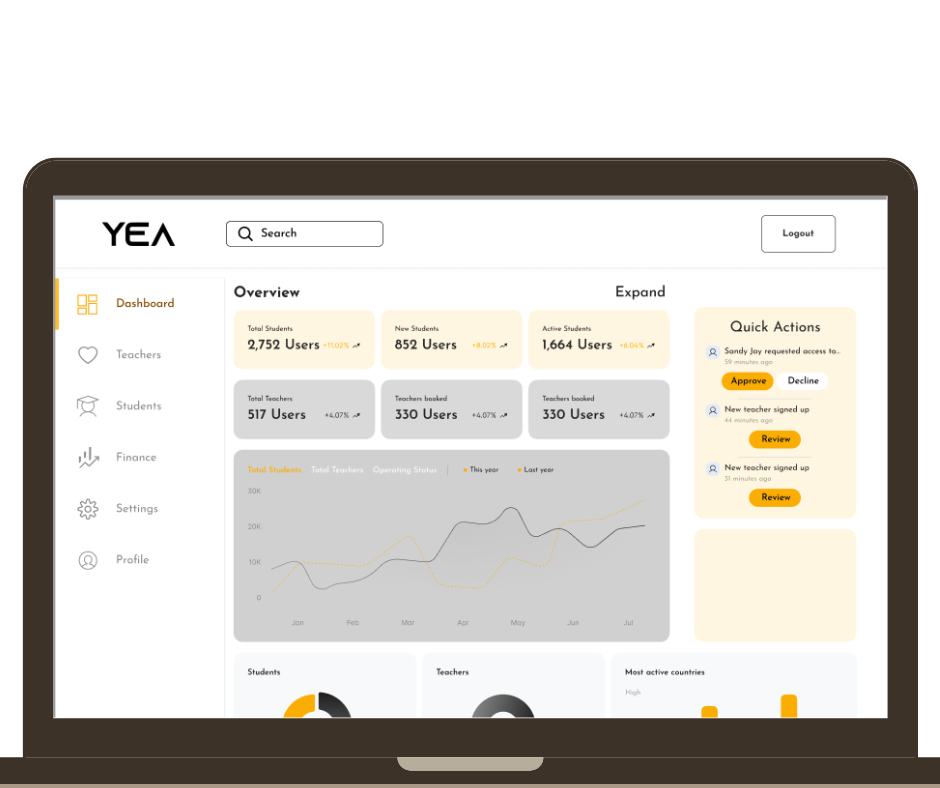 YEA
Search
Logout
Dashboard
Teachers
Students
Finance
Settings
Profile
Overview
Expand
Total Students
2,752 Users +11.02%
New Students
852 Users +8.02%
Active Students
1,664 Users +6.04%
Total Teachers
517 Users +4.07%
Teachers booked
330 Users +4.07%
Teachers booked
330 Users +4.07%
Total Students Total Teachers Operating Status This year Last year
30K
20K
10K
0
Jan Feb Mar Apr May Jun Jul
Quick Actions
Sandy Jay requested access to...
59 minutes ago
Approve Decline
New teacher signed up
44 minutes ago
Review
New teacher signed up
31 minutes ago
Review
Students
Teachers
Most active countries
High